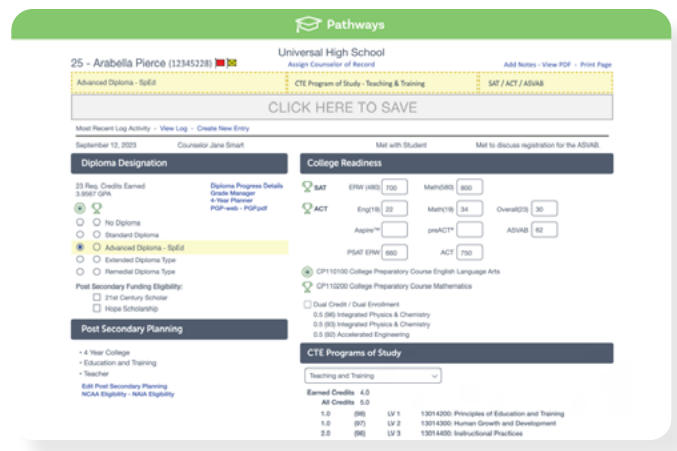 Pathways
Universal High School
25 - Arabella Pierce (12345228)
Assign Counselor of Record
Add Notes - View PDF - Print Page
Advanced Diploma - SpEd
CTE Program of Study - Teaching & Training
SAT / ACT / ASVAB
CLICK HERE TO SAVE
Most Recent Log Activity - View Log - Create New Entry
September 12, 2023 Counselor Jane Smart Met with Student Met to discuss registration for the ASVAB.
Diploma Designation
23 Req. Credits Earned
3.9567 GPA
Diploma Progress Details
Grade Manager
4-Year Planner
PGP-web - PGP.pdf
No Diploma
Standard Diploma
Advanced Diploma - SpEd
Extended Diploma Type
Remedial Diploma Type
Post Secondary Funding Eligibility:
21st Century Scholar
Hope Scholarship
Post Secondary Planning
• 4 Year College
• Education and Training
• Teacher
Edit Post Secondary Planning
NCAA Eligibility - NAIA Eligibility
College Readiness
SAT ERW (480) 700 Math(580) 800
ACT Eng(18) 22 Math(19) 34 Overall(23) 30
Aspire™ preACT® ASVAB 62
PSAT ERW 660 ACT 750
CP110100 College Preparatory Course English Language Arts
CP110200 College Preparatory Course Mathematics
Dual Credit / Dual Enrollment
0.5 (96) Integrated Physics & Chemistry
0.5 (93) Integrated Physics & Chemistry
0.5 (92) Accelerated Engineering
CTE Programs of Study
Teaching and Training
Earned Credits 4.0
All Credits 5.0
1.0 (98) LV 1 13014200: Principles of Education and Training
1.0 (97) LV 2 13014300: Human Growth and Development
2.0 (96) LV 3 13014400: Instructional Practices